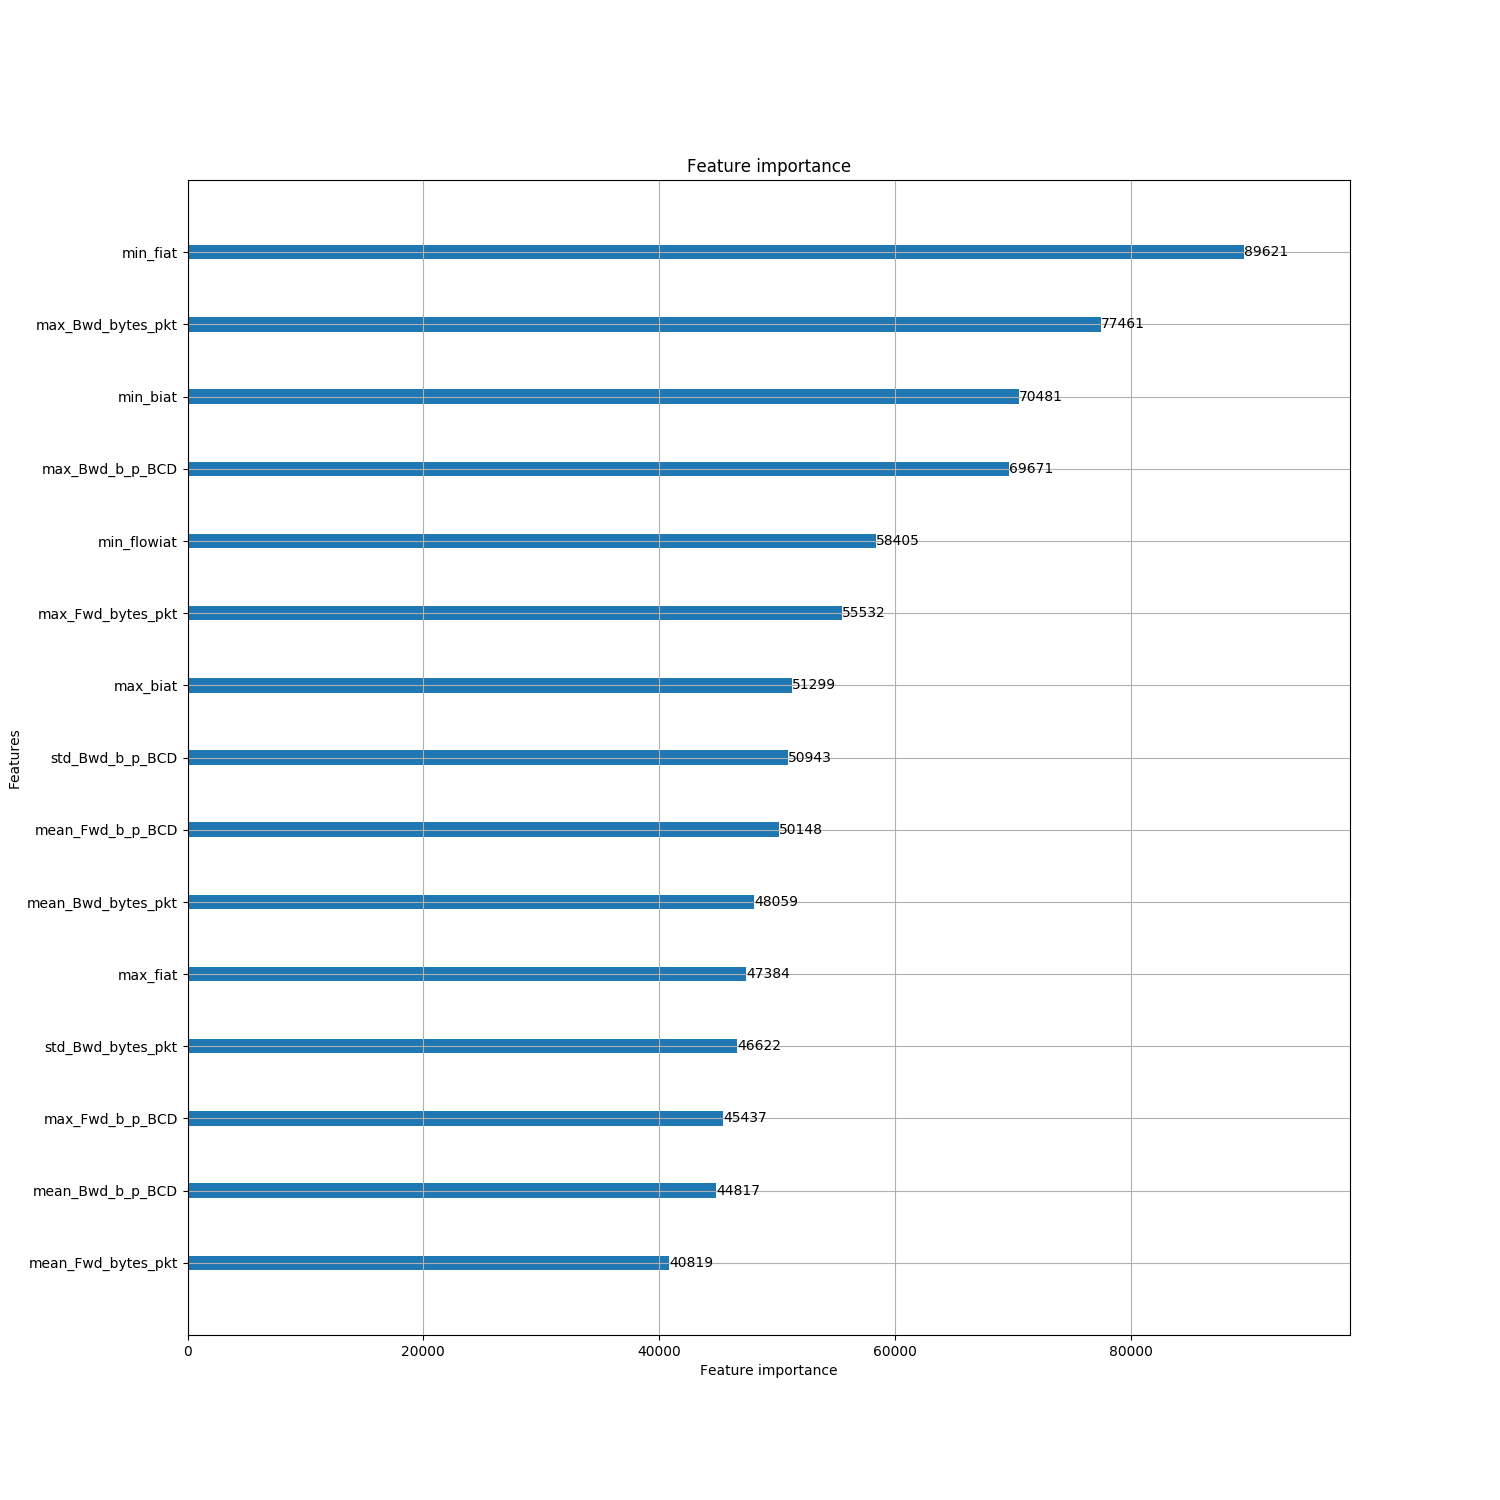 Feature importance
min_fiat 89621
max_Bwd_bytes_pkt 77461
min_biat 70481
max_Bwd_b_p_BCD 69671
min_flowiat 58405
max_Fwd_bytes_pkt 55532
max_biat 51299
std_Bwd_b_p_BCD 50943
mean_Fwd_b_p_BCD 50148
mean_Bwd_bytes_pkt 48059
max_fiat 47384
std_Bwd_bytes_pkt 46622
max_Fwd_b_p_BCD 45437
mean_Bwd_b_p_BCD 44817
mean_Fwd_bytes_pkt 40819
Features
0 20000 40000 60000 80000
Feature importance